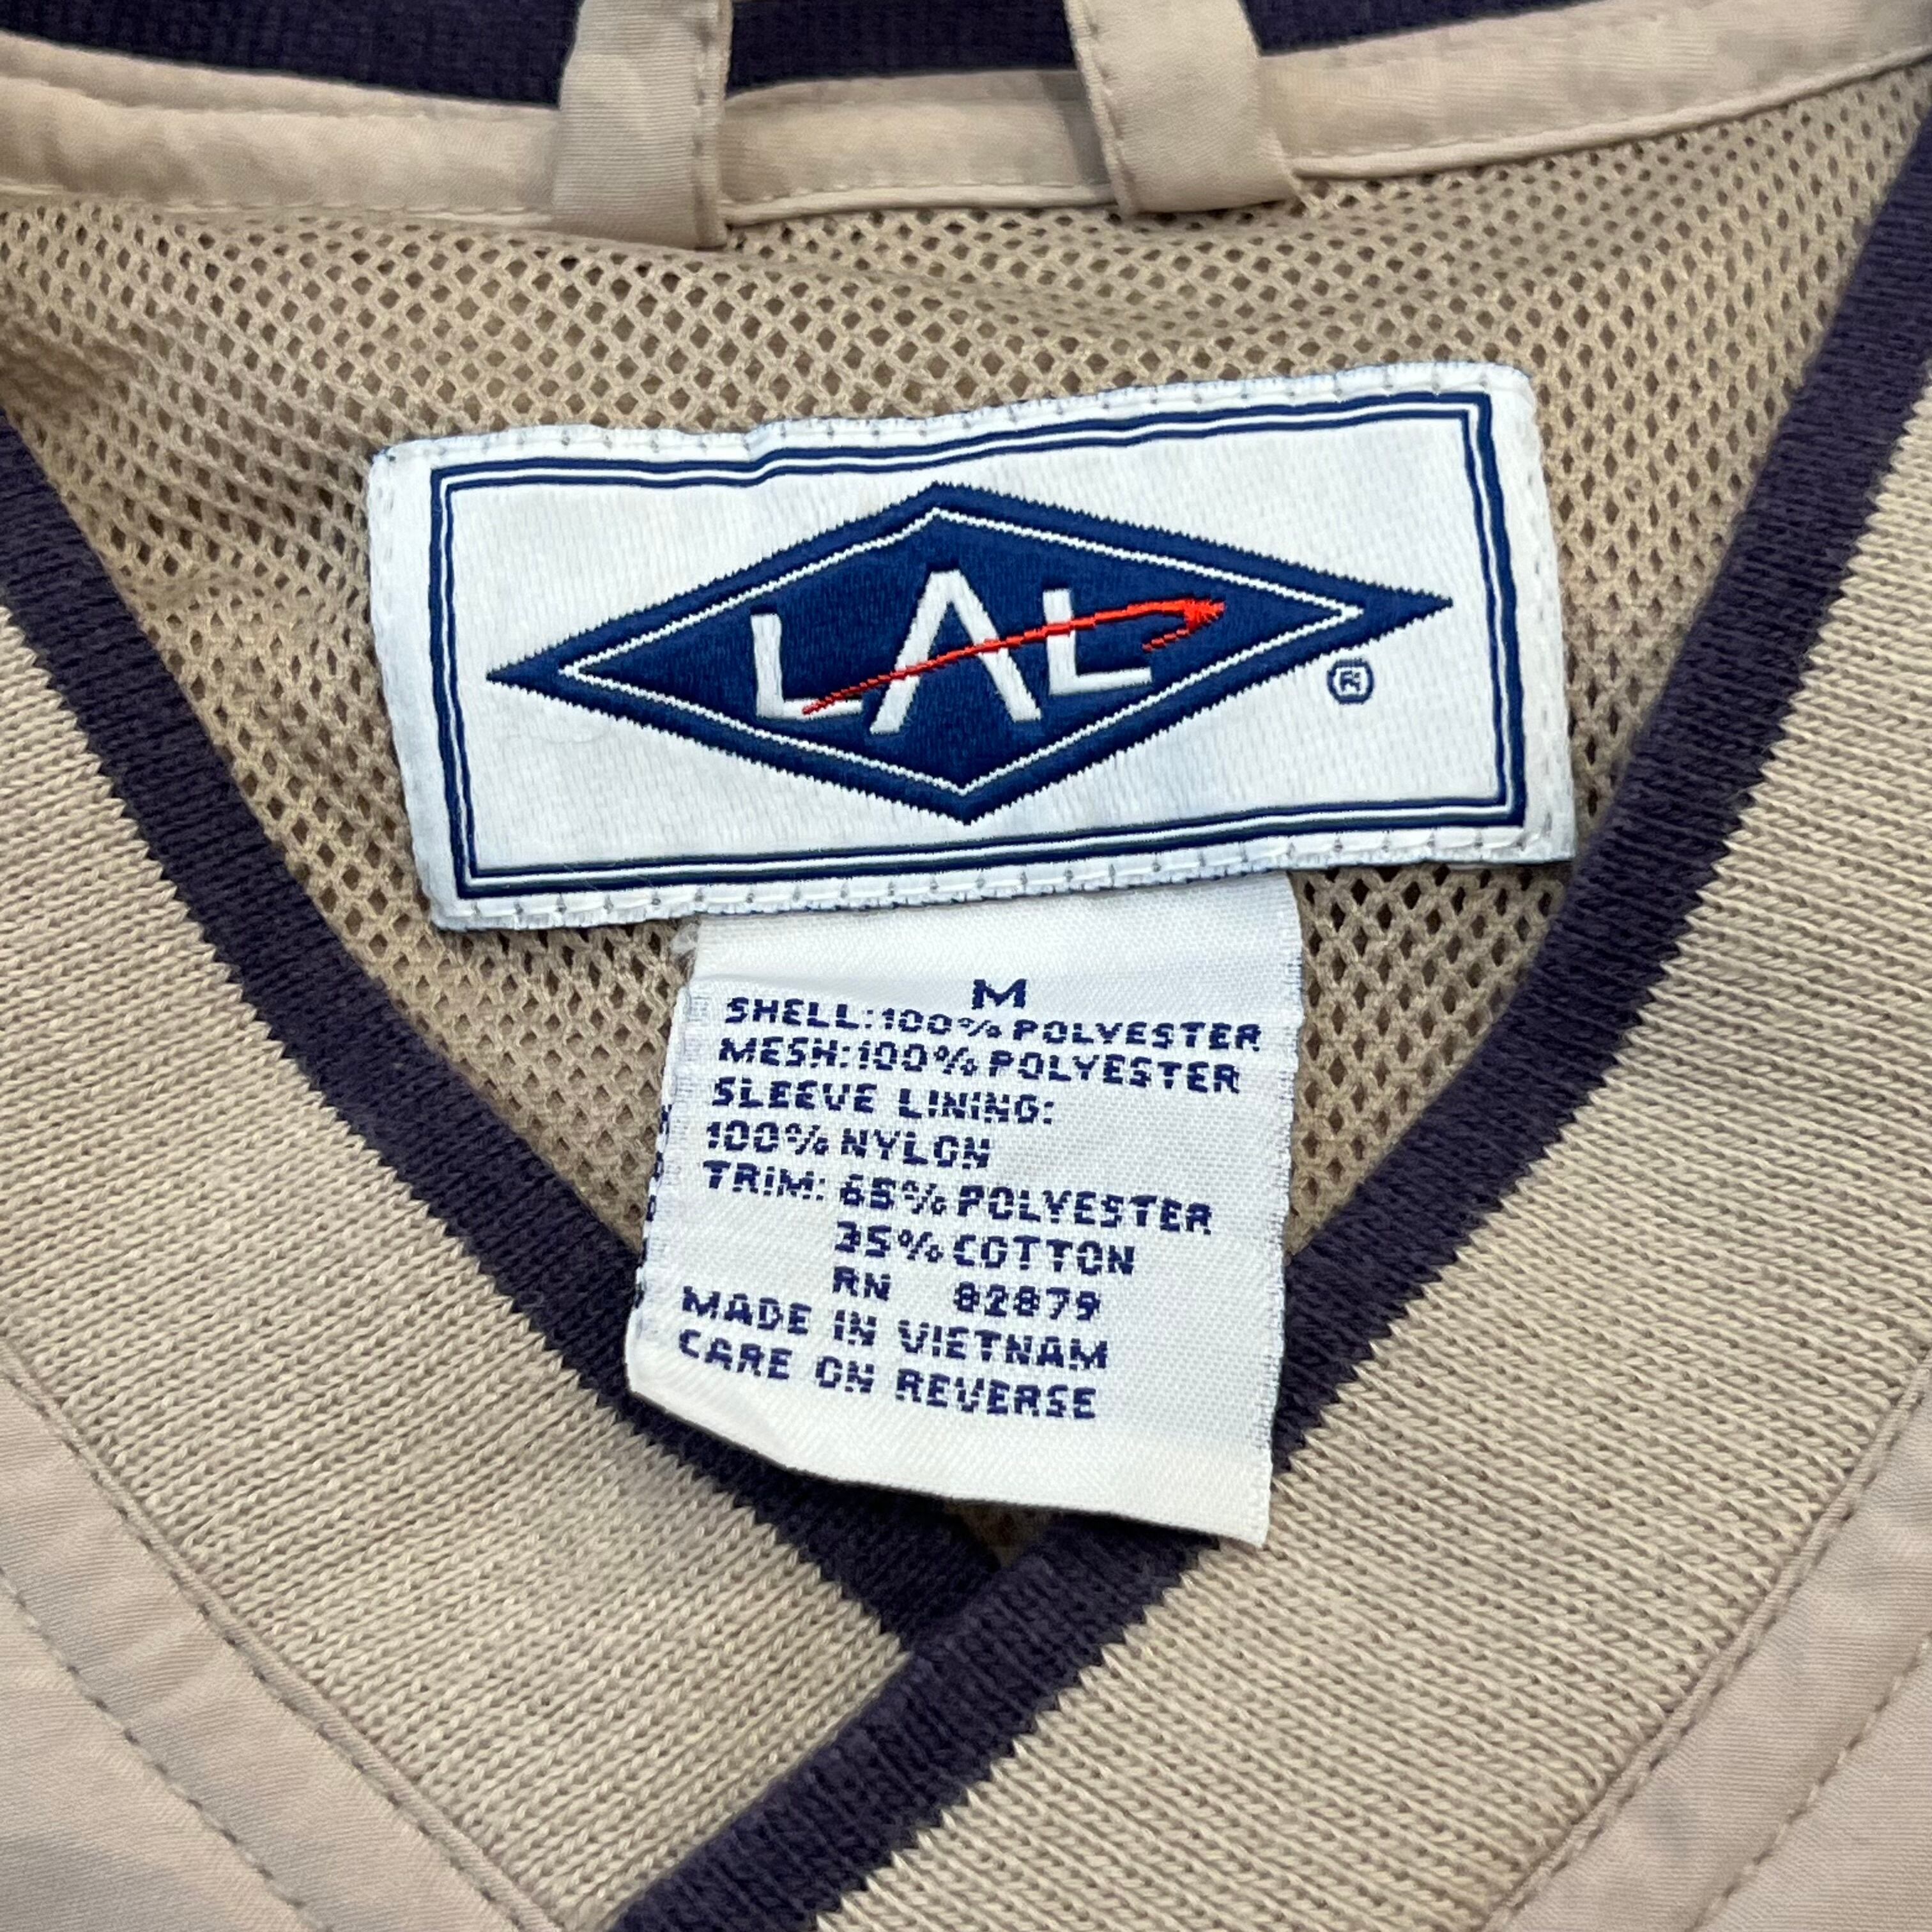 LAL
®
M
SHELL:100% POLYESTER
MESH:100% POLYESTER
SLEEVE LINING:
100% NYLON
TRIM: 65% POLYESTER
35% COTTON
RN 82879
MADE IN VIETNAM
CARE ON REVERSE